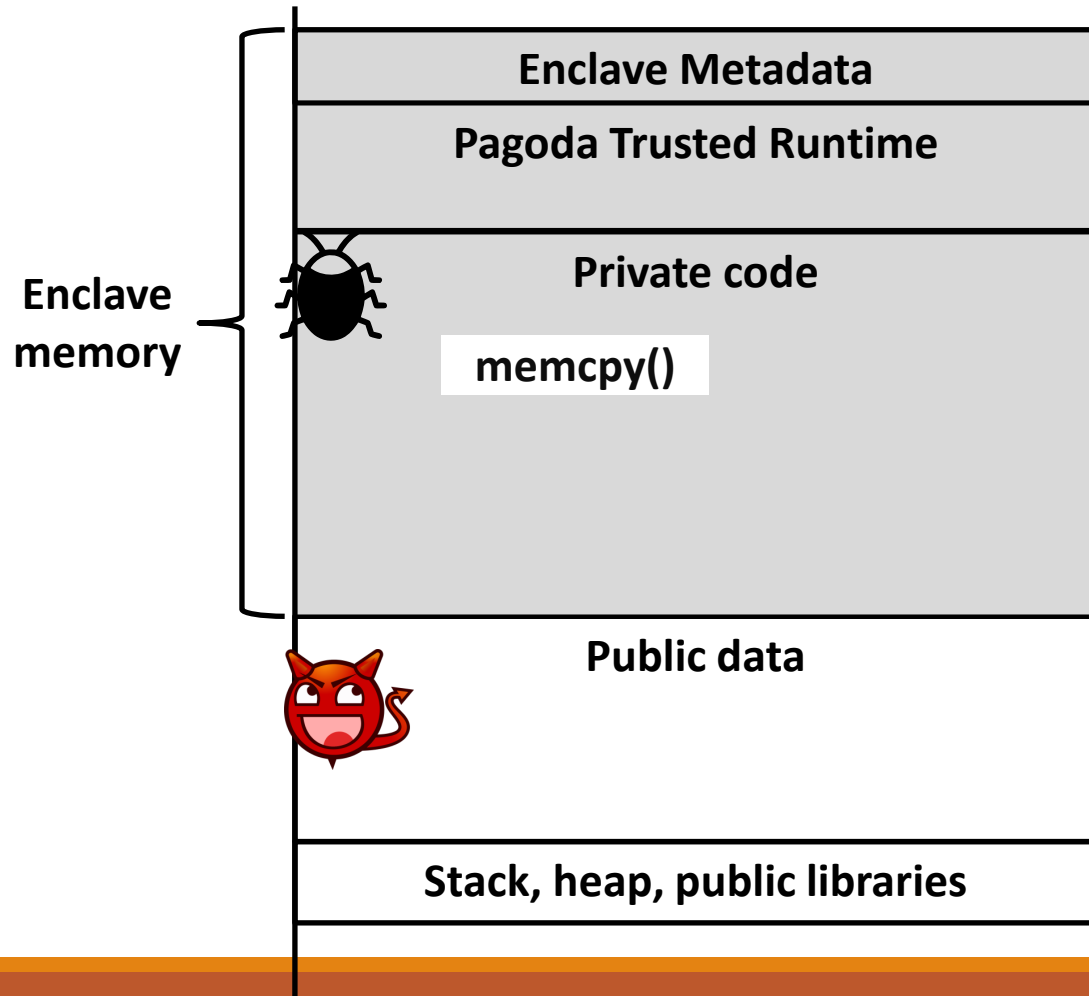 Enclave Metadata
Pagoda Trusted Runtime
Private code
Enclave
memory
memcpy()
Public data
Stack, heap, public libraries